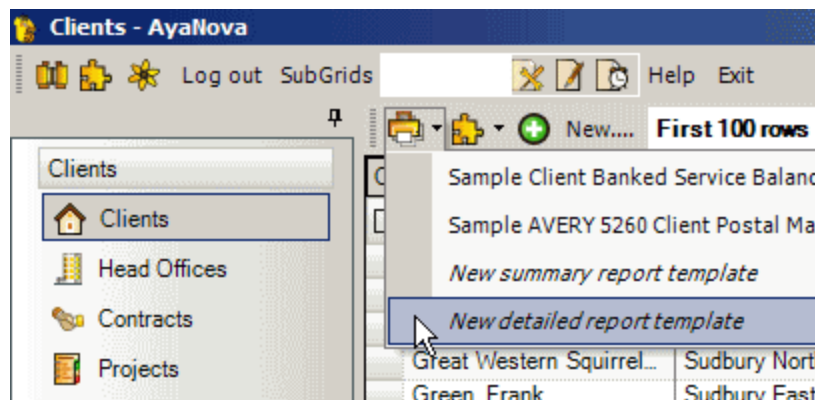 Clients - AyaNova
Log out SubGrids Help Exit
New.... First 100 rows
Clients
Clients
Head Offices
Contracts
Projects
Sample Client Banked Service Balanc
Sample AVERY 5260 Client Postal Ma
New summary report template
New detailed report template
Great Western Squirrel... Sudbury Nort
Green, Frank Sudbury East